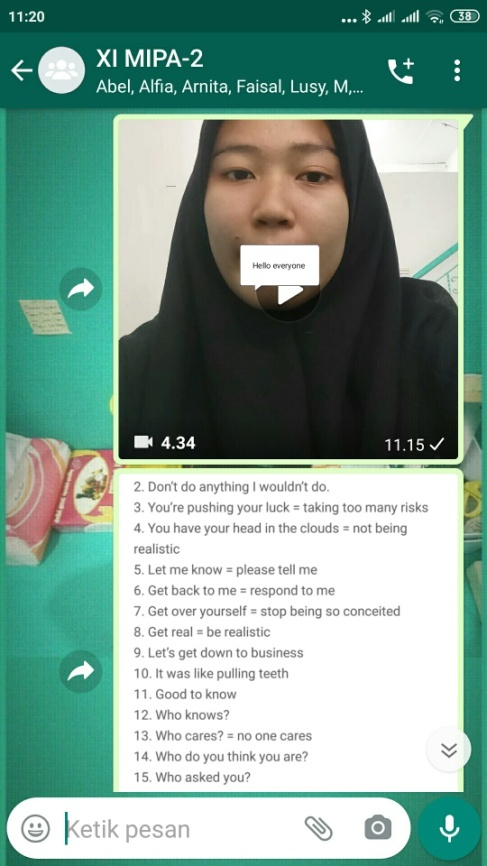 11:20
38
XI MIPA-2
Abel, Alfia, Arnita, Faisal, Lusy, M,...
Hello everyone
4.34
11.15
2. Don't do anything I wouldn't do.
3. You're pushing your luck = taking too many risks
4. You have your head in the clouds = not being
realistic
5. Let me know = please tell me
6. Get back to me = respond to me
7. Get over yourself = stop being so conceited
8. Get real = be realistic
9. Let's get down to business
10. It was like pulling teeth
11. Good to know
12. Who knows?
13. Who cares? = no one cares
14. Who do you think you are?
15. Who asked you?
Ketik pesan